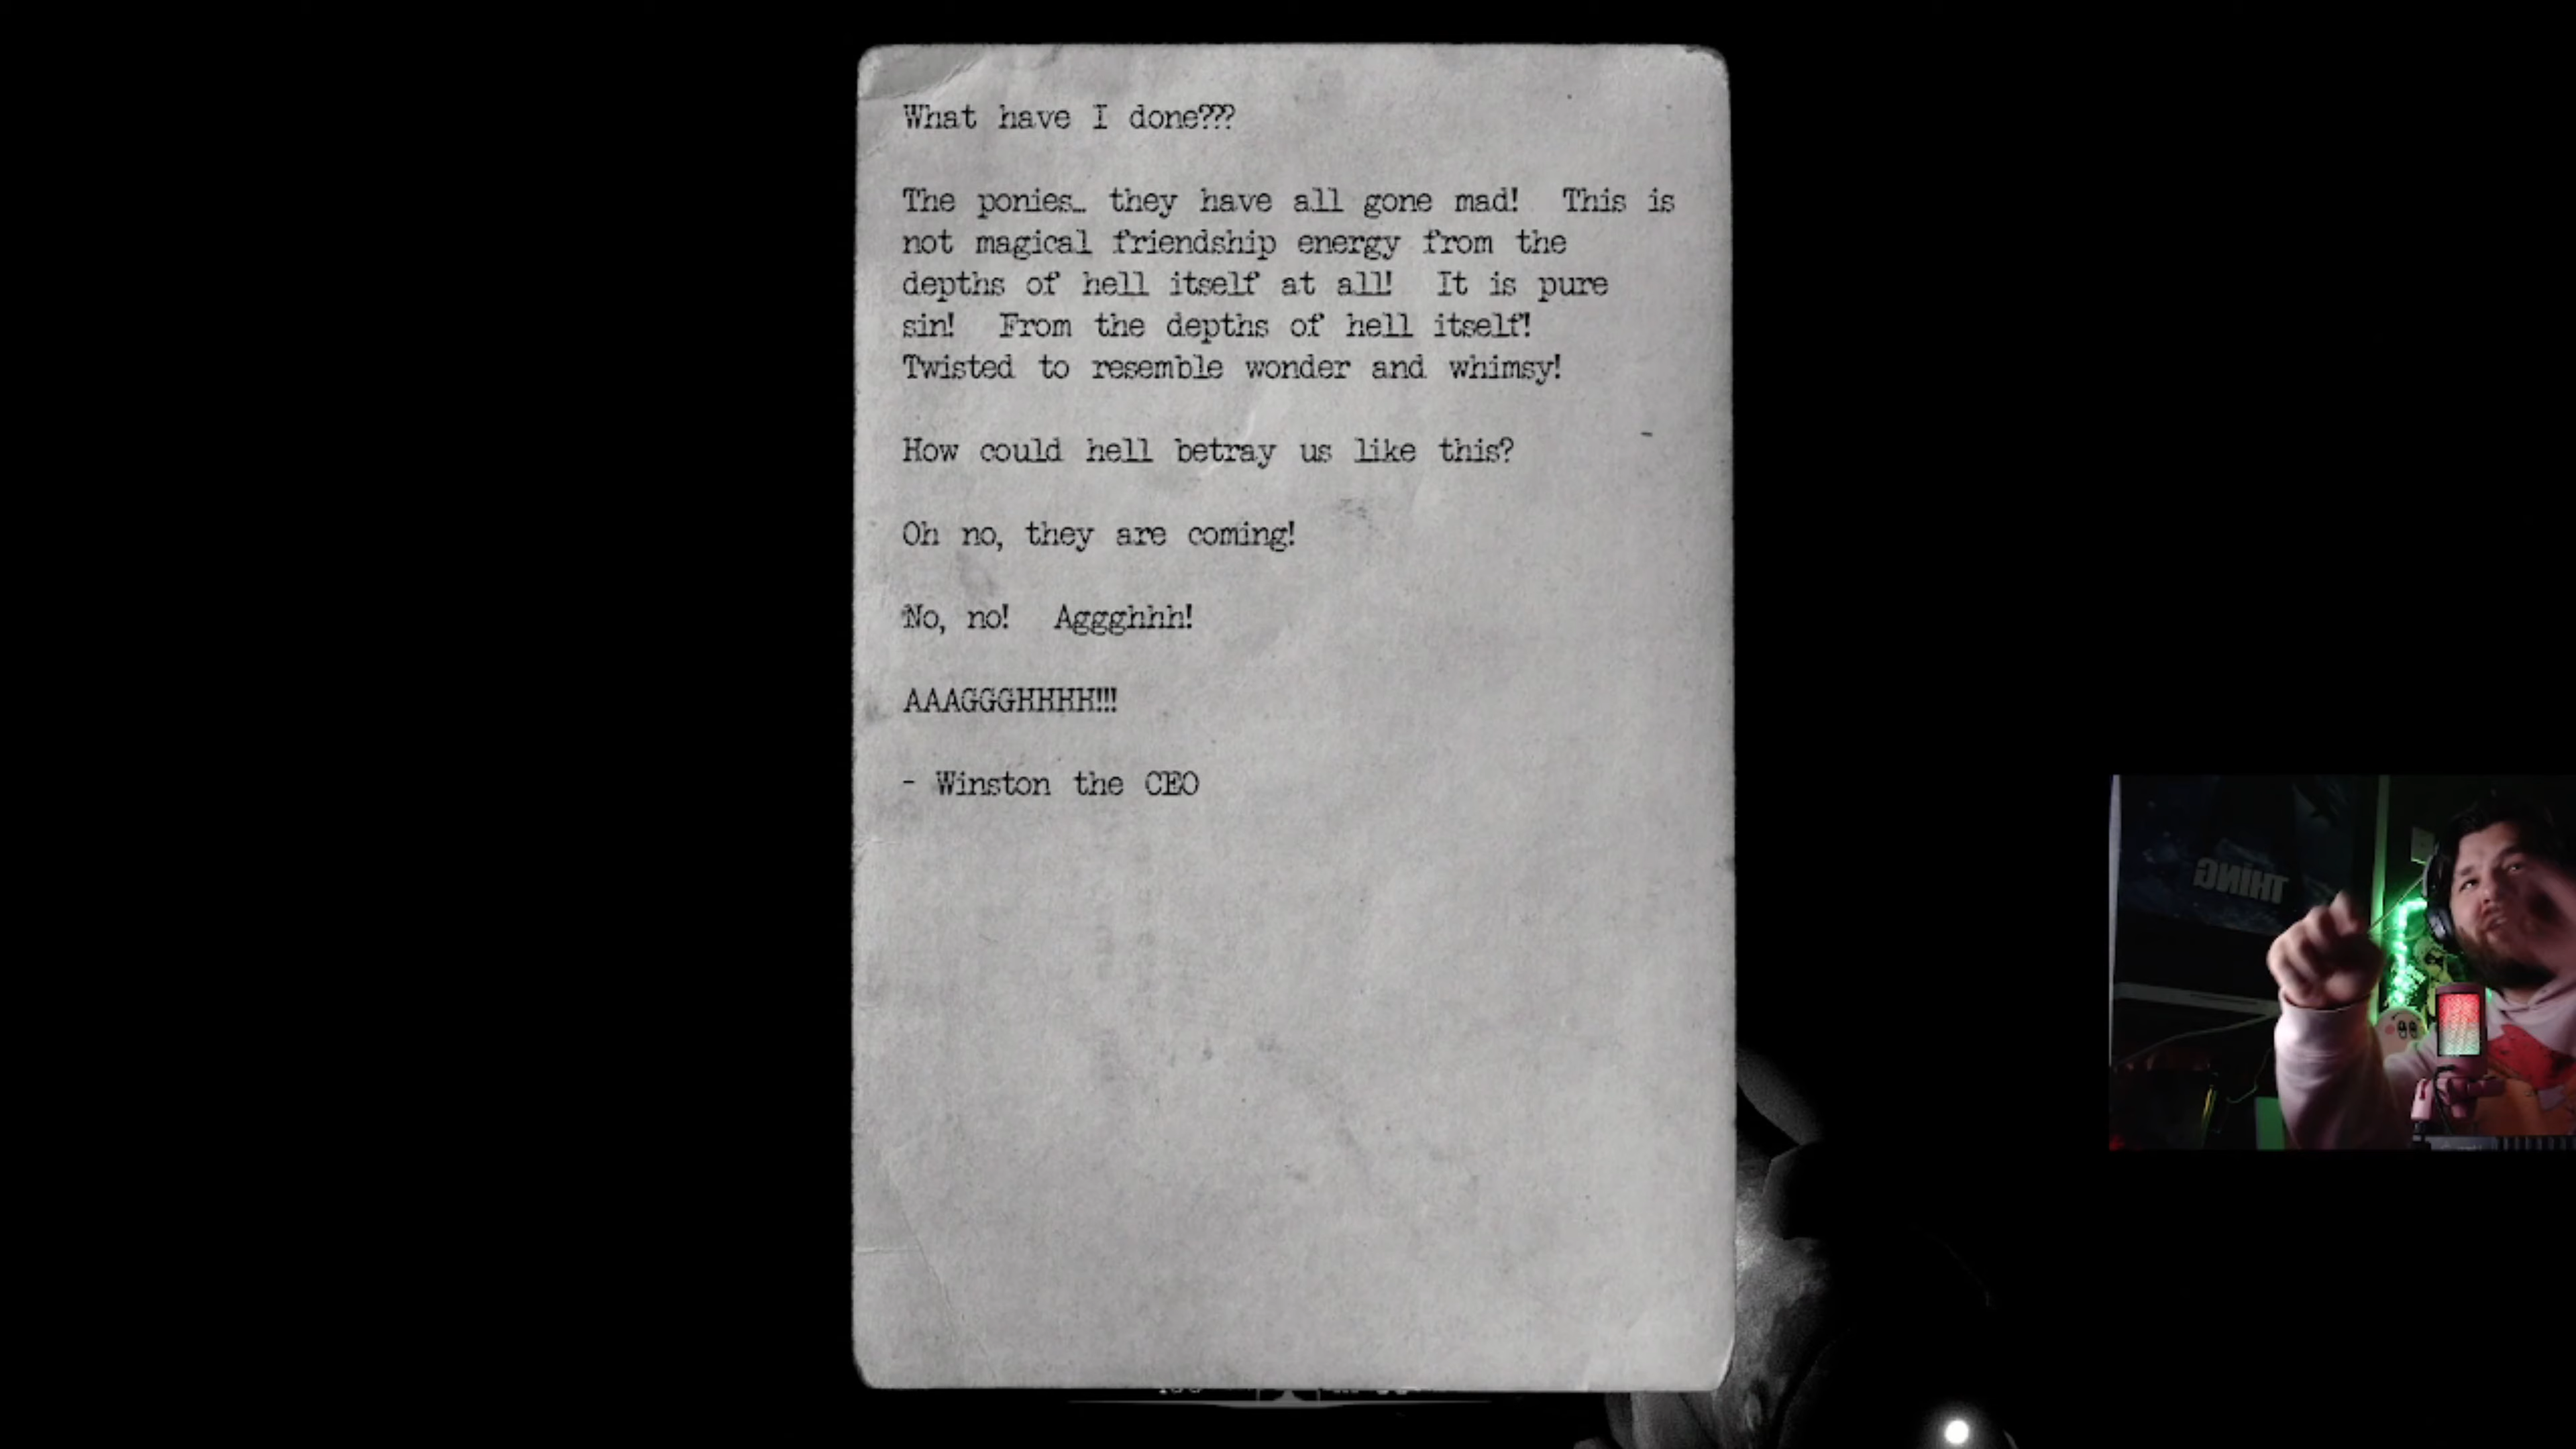 What have I done???
The ponies... they have all gone mad! This is
not magical friendship energy from the
depths of hell itself at all! It is pure
sin! From the depths of hell itself!
Twisted to resemble wonder and whimsy!
How could hell betray us like this?
Oh no, they are coming!
No, no! Aggghhh!
AAAGGGHHHH!!!
- Winston the CEO
THING